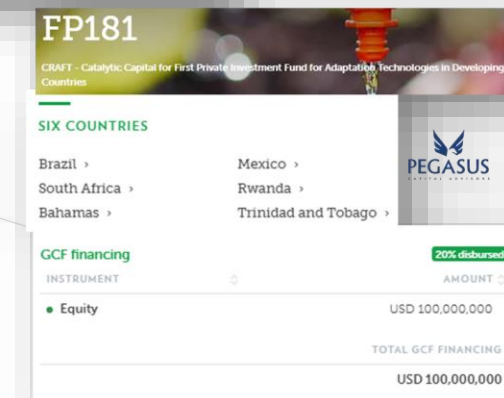 FP181
CRAFT - Catalytic Capital for First Private Investment Fund for Adaptation Technologies in Developing
Countries
SIX COUNTRIES
Brazil ›
Mexico ›
South Africa ›
Rwanda ›
Bahamas ›
Trinidad and Tobago ›
PEGASUS
CAPITAL ADVISORS
GCF financing
20% disbursed
INSTRUMENT
AMOUNT
Equity
USD 100,000,000
TOTAL GCF FINANCING
USD 100,000,000